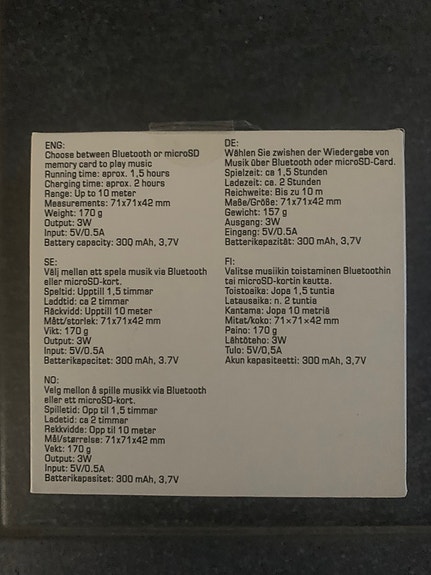 ENG:
Choose between Bluetooth or microSD
memory card to play music
Running time: aprox. 1,5 hours
Charging time: aprox. 2 hours
Range: Up to 10 meter
Measurements: 71x71x42 mm
Weight: 170 g
Output: 3W
Input: 5V/0.5A
Battery capacity: 300 mAh, 3,7V
SE:
Välj mellan att spela musik via Bluetooth
eller microSD-kort.
Speltid: Upptill 1,5 timmar
Laddtid: ca 2 timmar
Räckvidd: Upptill 10 meter
Mått/storlek: 71x71x42 mm
Vikt: 170 g
Output: 3W
Input: 5V/0.5A
Batterikapacitet: 300 mAh, 3.7V
NO:
Velg mellon å spille musikk via Bluetooth
eller ett microSD-kort.
Spilletid: Opp til 1,5 timmar
Ladetid: ca 2 timmar
Rekkvidde: Opp til 10 meter
Mål/størrelse: 71x71x42 mm
Vekt: 170 g
Output: 3W
Input: 5V/0.5A
Batterikapasitet: 300 mAh, 3,7V
DE:
Wählen Sie zwishen der Wiedergabe von
Musik über Bluetooth oder microSD-Card.
Spielzeit: ca 1,5 Stunden
Ladezeit: ca. 2 Stunden
Reichweite: Bis zu 10 m
Maße/Größe: 71x71x42 mm
Gewicht: 157 g
Ausgang: 3W
Eingang: 5V/0.5A
Batterikapazität: 300 mAh, 3,7V
FI:
Valitse musiikin toistaminen Bluetoothin
tai microSD-kortin kautta.
Toistoaika: Jopa 1,5 tuntia
Latausaika: n. 2 tuntia
Kantama: Jopa 10 metriä
Mitat/koko: 71×71×42 mm
Paino: 170 g
Lähtöteho: 3W
Tulo: 5V/0,5A
Akun kapasiteetti: 300 mAh, 3,7V